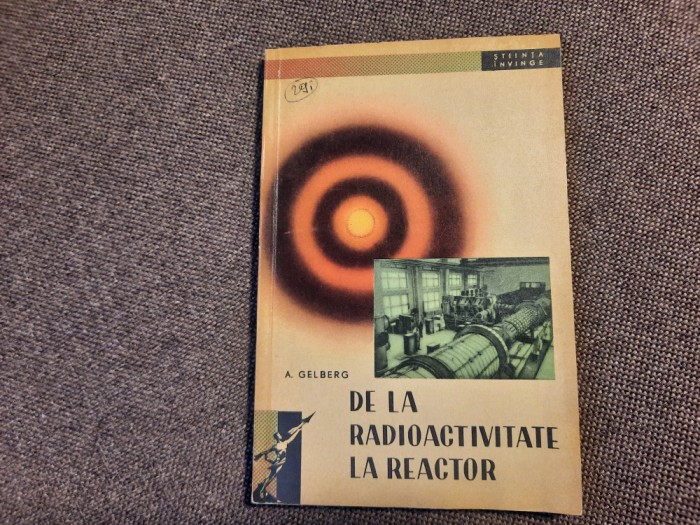 ȘTIINȚA
ÎNVINGE
A. GELBERG
DE LA
RADIOACTIVITATE
LA REACTOR